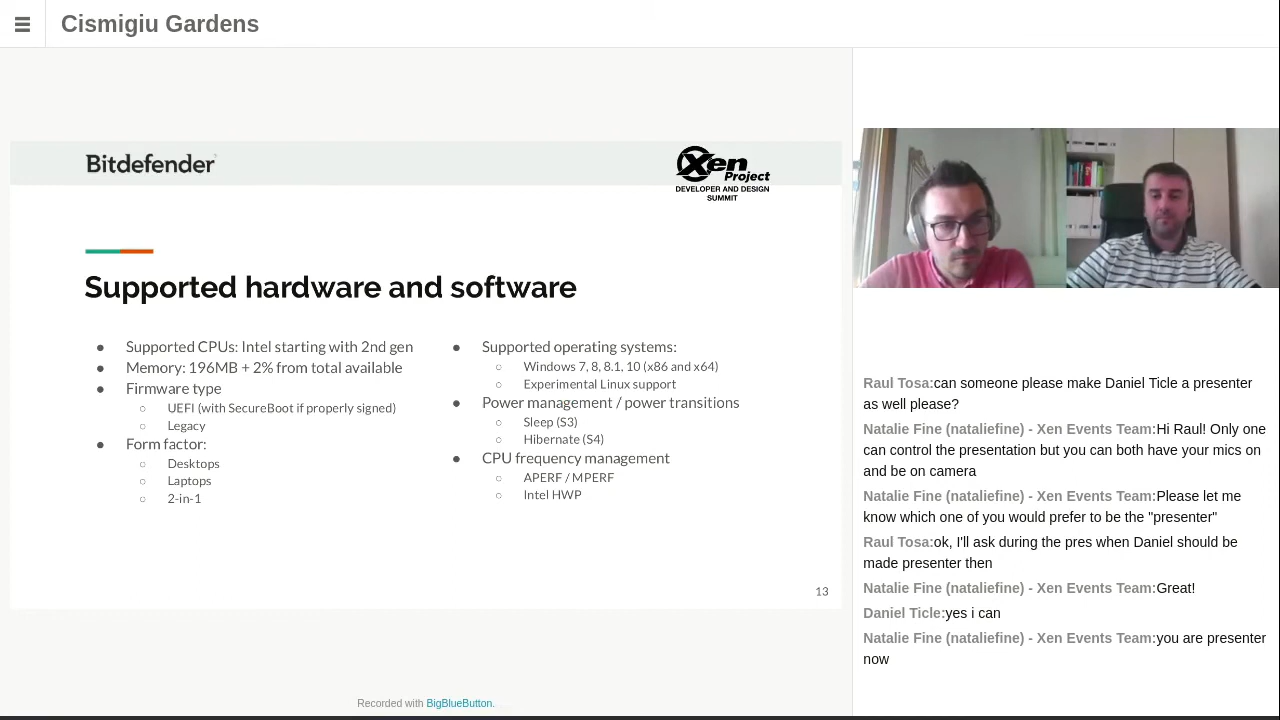 Cismigiu Gardens
Bitdefender
Xen
Project
DEVELOPER AND DESIGN
SUMMIT
Supported hardware and software
● Supported CPUs: Intel starting with 2nd gen
● Memory: 196MB + 2% from total available
● Firmware type
○ UEFI (with SecureBoot if properly signed)
○ Legacy
● Form factor:
○ Desktops
○ Laptops
○ 2-in-1
● Supported operating systems:
○ Windows 7, 8, 8.1, 10 (x86 and x64)
○ Experimental Linux support
● Power management / power transitions
○ Sleep (S3)
○ Hibernate (S4)
● CPU frequency management
○ APERF / MPERF
○ Intel HWP
13
Recorded with BigBlueButton.
Raul Tosa:can someone please make Daniel Ticle a presenter
as well please?
Natalie Fine (nataliefine) - Xen Events Team:Hi Raul! Only one
can control the presentation but you can both have your mics on
and be on camera
Natalie Fine (nataliefine) - Xen Events Team:Please let me
know which one of you would prefer to be the "presenter"
Raul Tosa:ok, I'll ask during the pres when Daniel should be
made presenter then
Natalie Fine (nataliefine) - Xen Events Team:Great!
Daniel Ticle:yes i can
Natalie Fine (nataliefine) - Xen Events Team:you are presenter
now